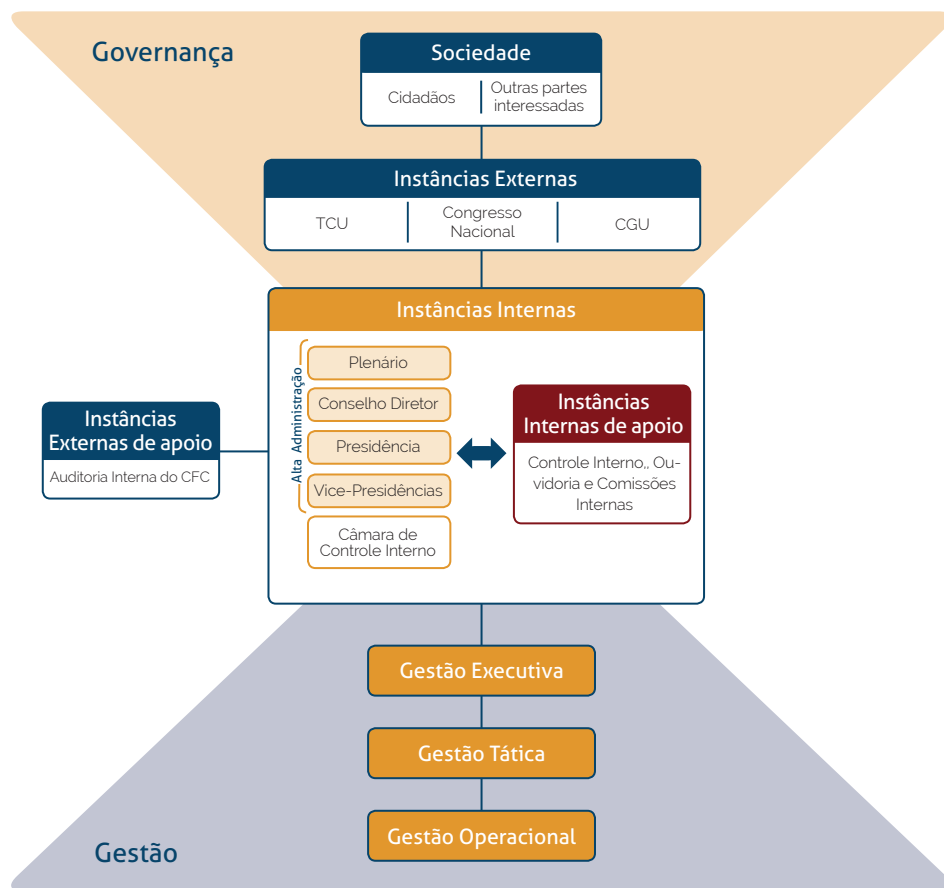 Governança
Sociedade
Cidadãos
Outras partes
interessadas
Instâncias Externas
TCU
Congresso
Nacional
CGU
Instâncias Internas
Alta Administração
Plenário
Conselho Diretor
Presidência
Vice-Presidências
Câmara de
Controle Interno
Instâncias
Internas de apoio
Controle Interno,, Ou-
vidoria e Comissões
Internas
Instâncias
Externas de apoio
Auditoria Interna do CFC
Gestão Executiva
Gestão Tática
Gestão Operacional
Gestão